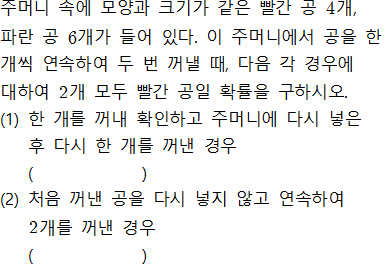 주머니 속에 모양과 크기가 같은 빨간 공 4개,
파란 공 6개가 들어 있다. 이 주머니에서 공을 한
개씩 연속하여 두 번 꺼낼 때, 다음 각 경우에
대하여 2개 모두 빨간 공일 확률을 구하시오.
(1) 한 개를 꺼내 확인하고 주머니에 다시 넣은
후 다시 한 개를 꺼낸 경우
( )
(2) 처음 꺼낸 공을 다시 넣지 않고 연속하여
2개를 꺼낸 경우
( )